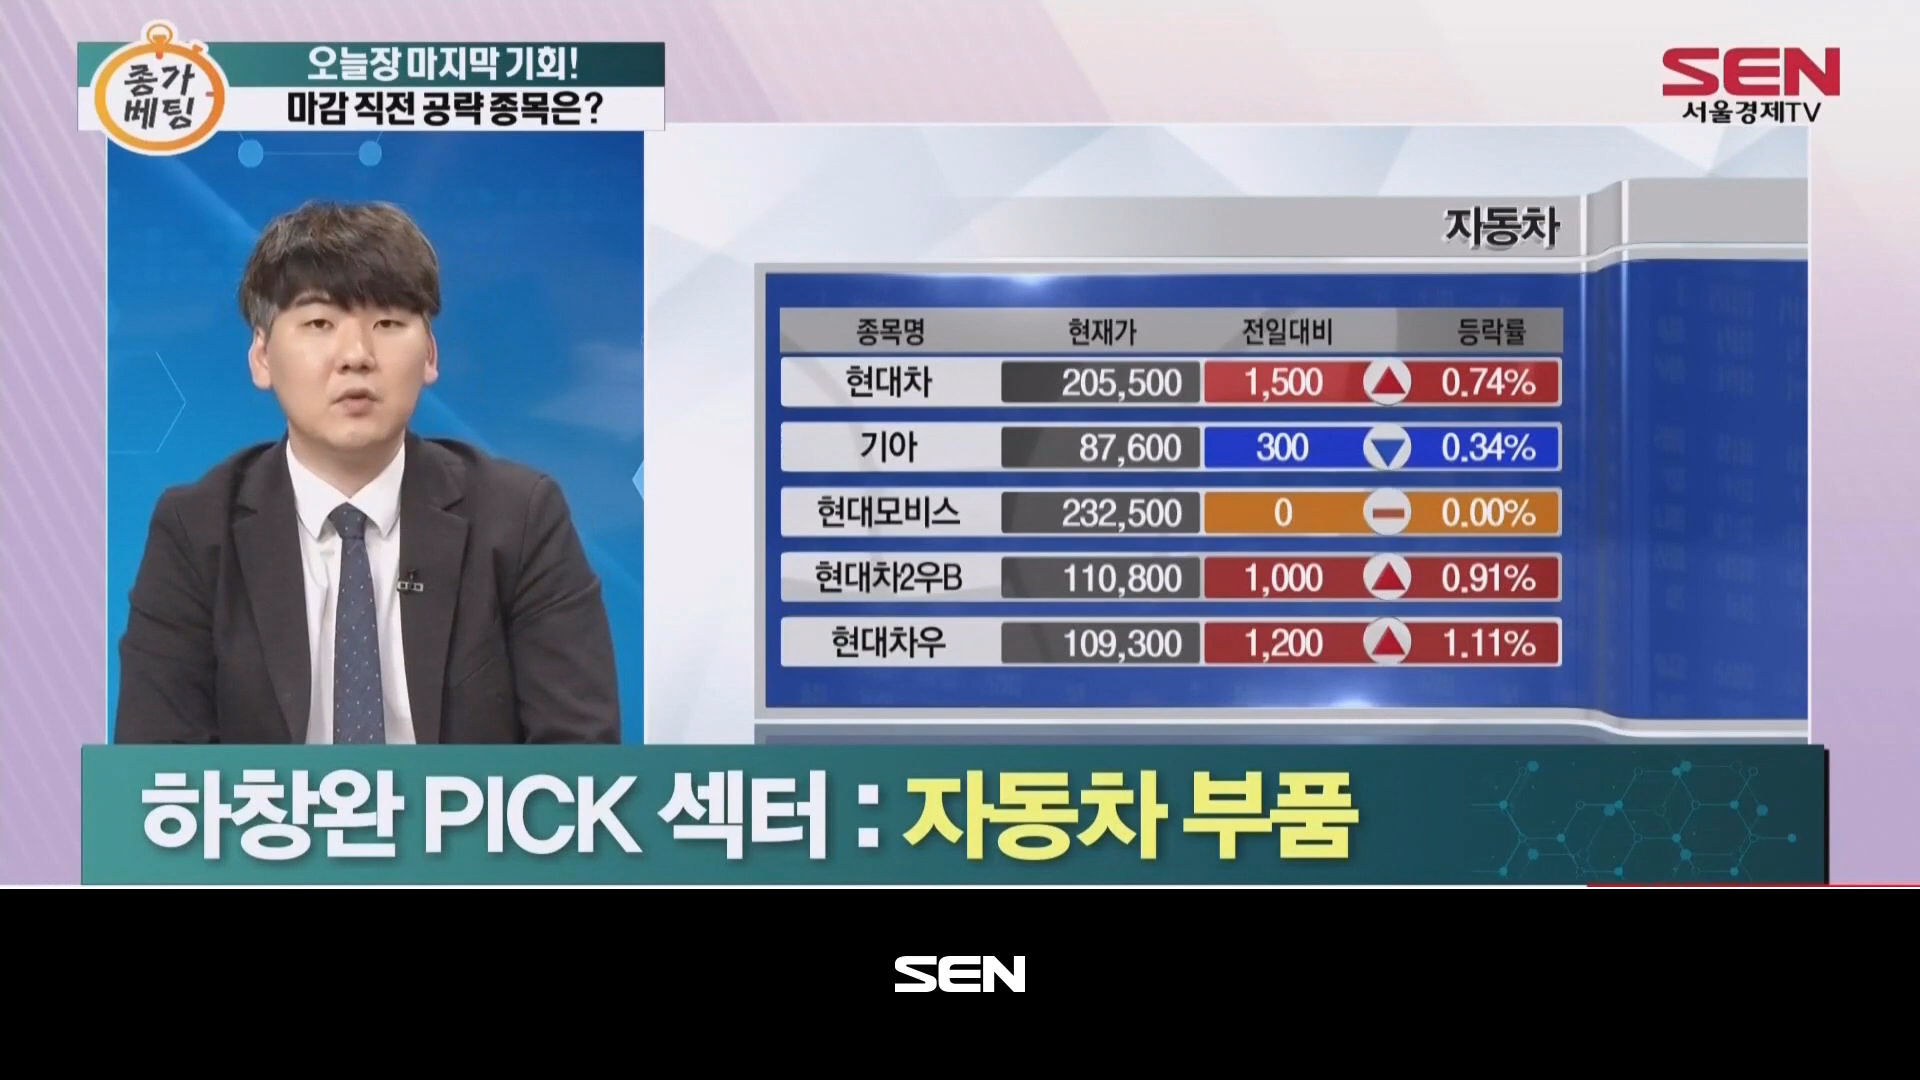 종가
베팅
오늘장 마지막 기회!
마감 직전 공략 종목은?
SEN
서울경제TV
자동차
종목명 현재가 전일대비 등락률
현대차 205,500 1,500 0.74%
기아 87,600 300 0.34%
현대모비스 232,500 0 0.00%
현대차2우B 110,800 1,000 0.91%
현대차우 109,300 1,200 1.11%
하창완 PICK 섹터 : 자동차 부품
SEN